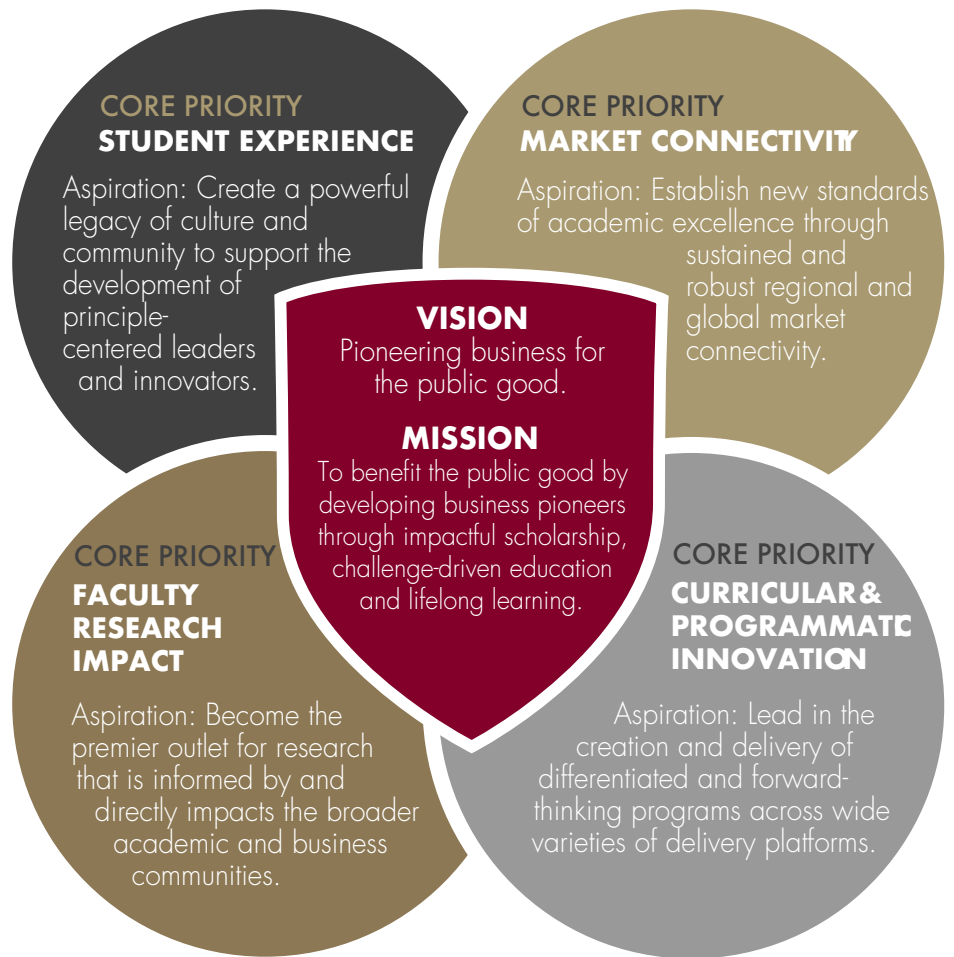 CORE PRIORITY
STUDENT EXPERIENCE
Aspiration: Create a powerful
legacy of culture and
community to support the
development of
principle-
centered leaders
and innovators.
CORE PRIORITY
MARKET CONNECTIVITY
Aspiration: Establish new standards
of academic excellence through
sustained and
robust regional and
global market
connectivity.
VISION
Pioneering business for
the public good.
MISSION
To benefit the public good by
developing business pioneers
through impactful scholarship,
challenge-driven education
and lifelong learning.
CORE PRIORITY
FACULTY
RESEARCH
IMPACT
Aspiration: Become the
premier outlet for research
that is informed by and
directly impacts the broader
academic and business
communities.
CORE PRIORITY
CURRICULAR &
PROGRAMMATIC
INNOVATION
Aspiration: Lead in the
creation and delivery of
differentiated and forward-
thinking programs across wide
varieties of delivery platforms.